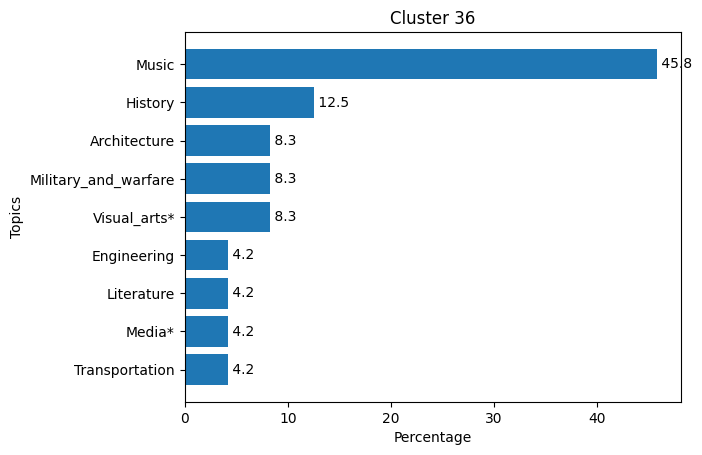 Cluster 36
Topics
Music 45.8
History 12.5
Architecture 8.3
Military_and_warfare 8.3
Visual_arts* 8.3
Engineering 4.2
Literature 4.2
Media* 4.2
Transportation 4.2
0 10 20 30 40
Percentage